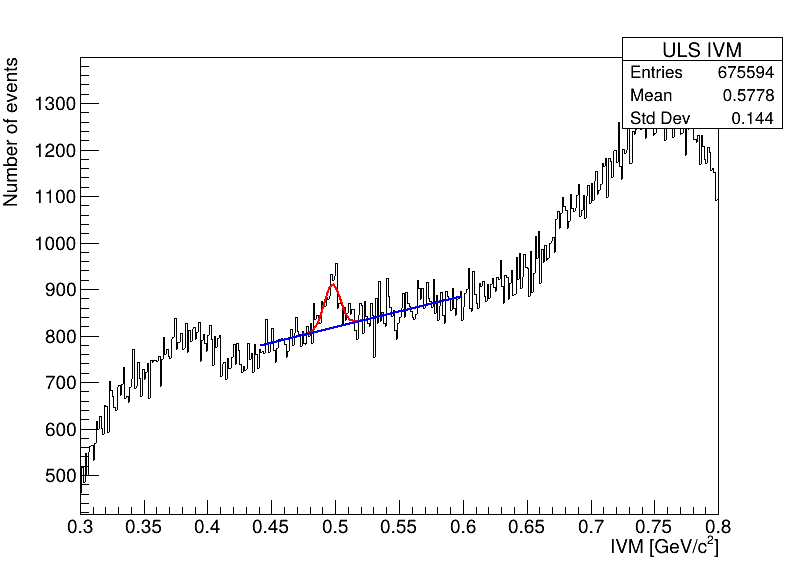 ULS IVM
Entries 675594
Mean 0.5778
Std Dev 0.144
Number of events
1300
1200
1100
1000
900
800
700
600
500
0.3 0.35 0.4 0.45 0.5 0.55 0.6 0.65 0.7 0.75 0.8
IVM [GeV/c²]